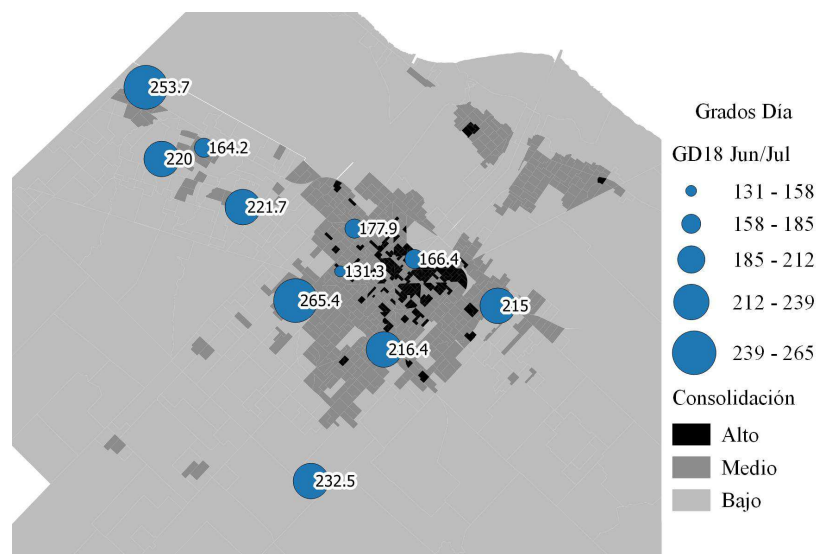 253.7
164.2
220
221.7
177.9
166.4
131.3
265.4
215
216.4
232.5
Grados Día
GD18 Jun/Jul
131 - 158
158 - 185
185 - 212
212 - 239
239 - 265
Consolidación
Alto
Medio
Bajo